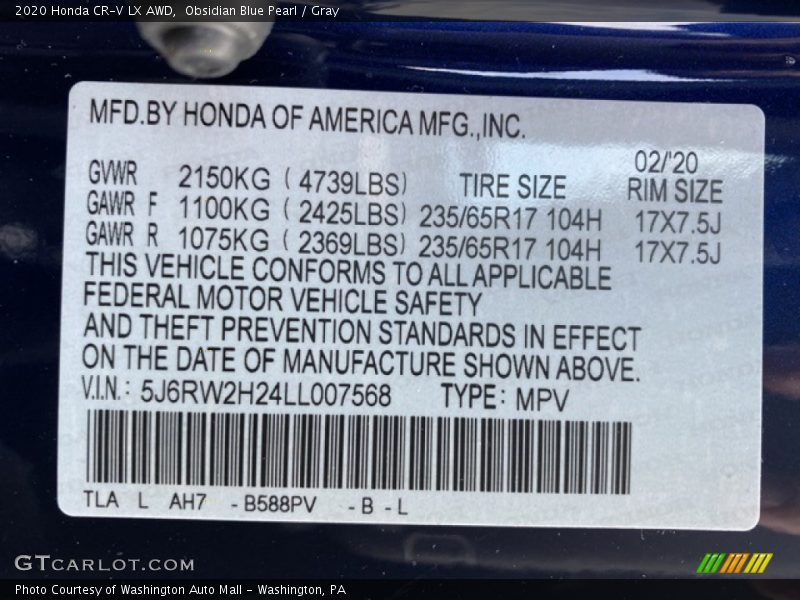 2020 Honda CR-V LX AWD,  Obsidian Blue Pearl / Gray
MFD.BY HONDA OF AMERICA MFG.,INC.
02/'20
GVWR 2150KG ( 4739LBS) TIRE SIZE RIM SIZE
GAWR F 1100KG ( 2425LBS) 235/65R17 104H 17X7.5J
GAWR R 1075KG ( 2369LBS) 235/65R17 104H 17X7.5J
THIS VEHICLE CONFORMS TO ALL APPLICABLE
FEDERAL MOTOR VEHICLE SAFETY
AND THEFT PREVENTION STANDARDS IN EFFECT
ON THE DATE OF MANUFACTURE SHOWN ABOVE.
V.I.N.: 5J6RW2H24LL007568 TYPE: MPV
TLA L AH7 -B588PV -B -L
GTCARLOT.COM
Photo Courtesy of Washington Auto Mall - Washington, PA